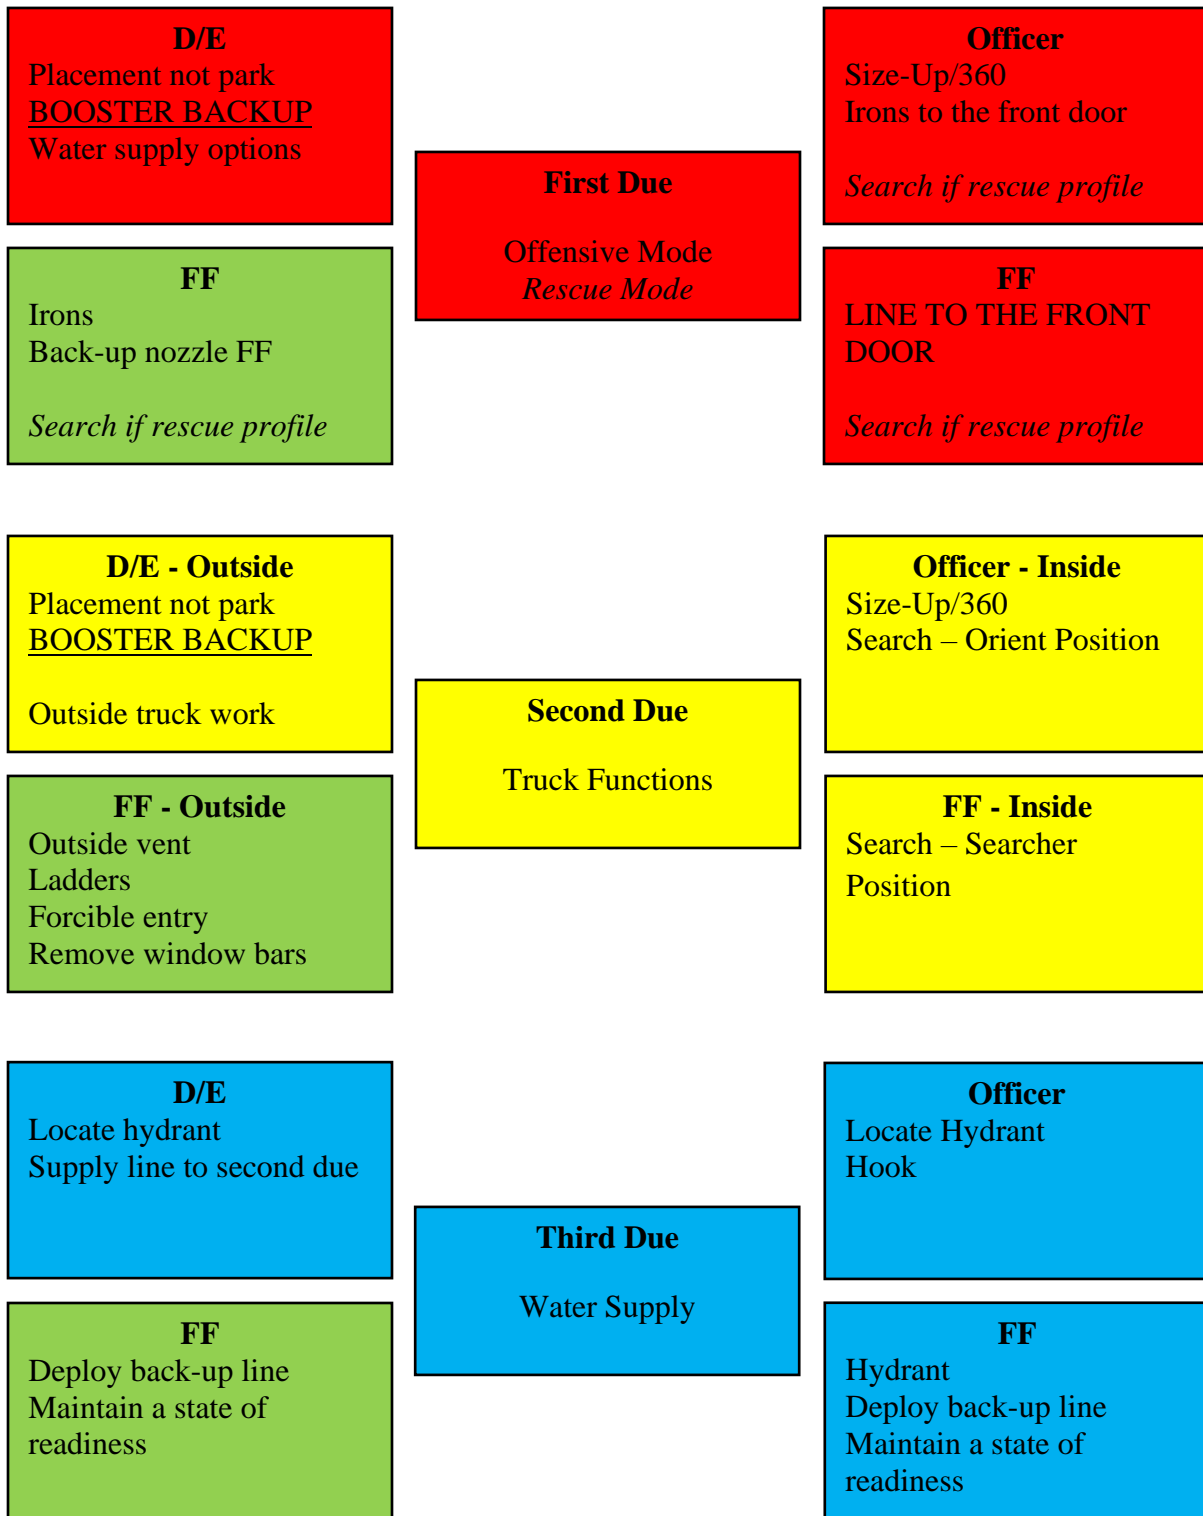 D/E
Placement not park
BOOSTER BACKUP
Water supply options
Officer
Size-Up/360
Irons to the front door
Search if rescue profile
First Due
Offensive Mode
Rescue Mode
FF
Irons
Back-up nozzle FF
Search if rescue profile
FF
LINE TO THE FRONT
DOOR
Search if rescue profile
D/E - Outside
Placement not park
BOOSTER BACKUP
Outside truck work
Officer - Inside
Size-Up/360
Search – Orient Position
Second Due
Truck Functions
FF - Outside
Outside vent
Ladders
Forcible entry
Remove window bars
FF - Inside
Search – Searcher
Position
D/E
Locate hydrant
Supply line to second due
Officer
Locate Hydrant
Hook
Third Due
Water Supply
FF
Deploy back-up line
Maintain a state of
readiness
FF
Hydrant
Deploy back-up line
Maintain a state of
readiness